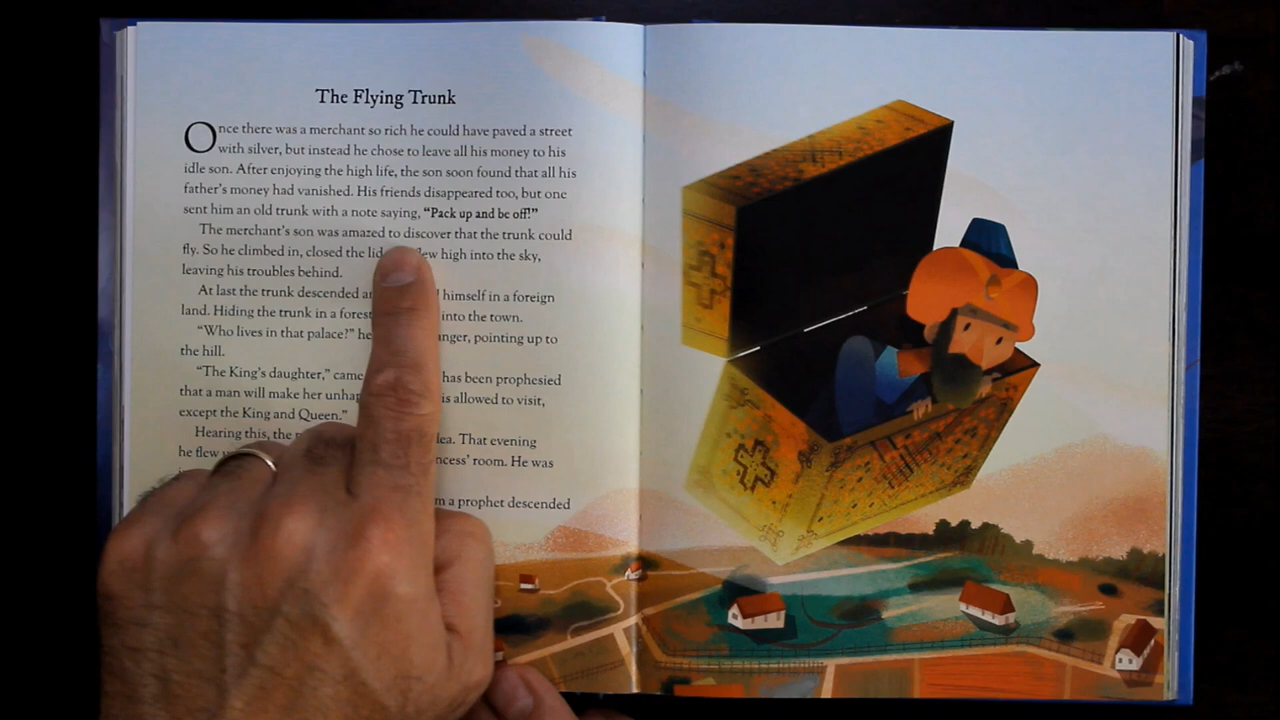 The Flying Trunk
Once there was a merchant so rich he could have paved a street
with silver, but instead he chose to leave all his money to his
idle son. After enjoying the high life, the son soon found that all his
father's money had vanished. His friends disappeared too, but one
sent him an old trunk with a note saying, “Pack up and be off!”
The merchant's son was amazed to discover that the trunk could
fly. So he climbed in, closed the lid high into the sky,
leaving his troubles behind.
At last the trunk descended himself in a foreign
land. Hiding the trunk in a forest into the town.
“Who lives in that palace?” he pointing up to
the hill.
“The King's daughter,” came has been prophesied
that a man will make her is allowed to visit,
except the King and Queen.”
Hearing this, the That evening
he flew room. He was
a prophet descended